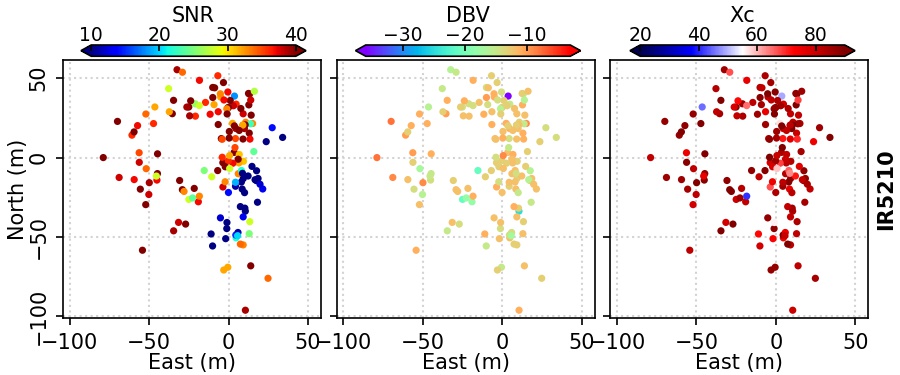 SNR DBV Xc
10 20 30 40 −30 −20 −10 20 40 60 80
50
0
−50
−100
North (m)
−100 −50 0 50 −100 −50 0 50 −100 −50 0 50
East (m) East (m) East (m)
IR5210